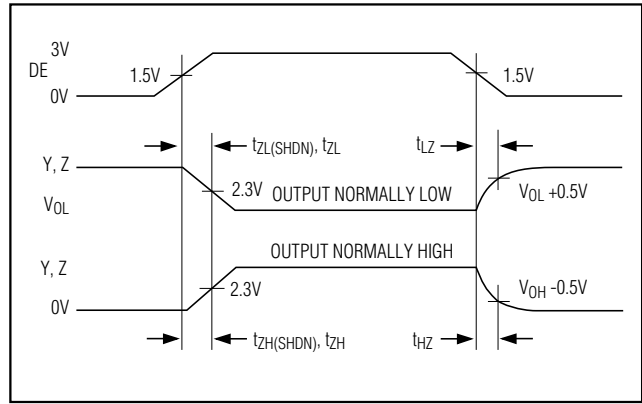 3V
DE
1.5V
1.5V
0V
tZL(SHDN), tZL
tLZ
Y, Z
2.3V
OUTPUT NORMALLY LOW
VOL +0.5V
VOL
OUTPUT NORMALLY HIGH
Y, Z
2.3V
VOH -0.5V
0V
tZH(SHDN), tZH
tHZ